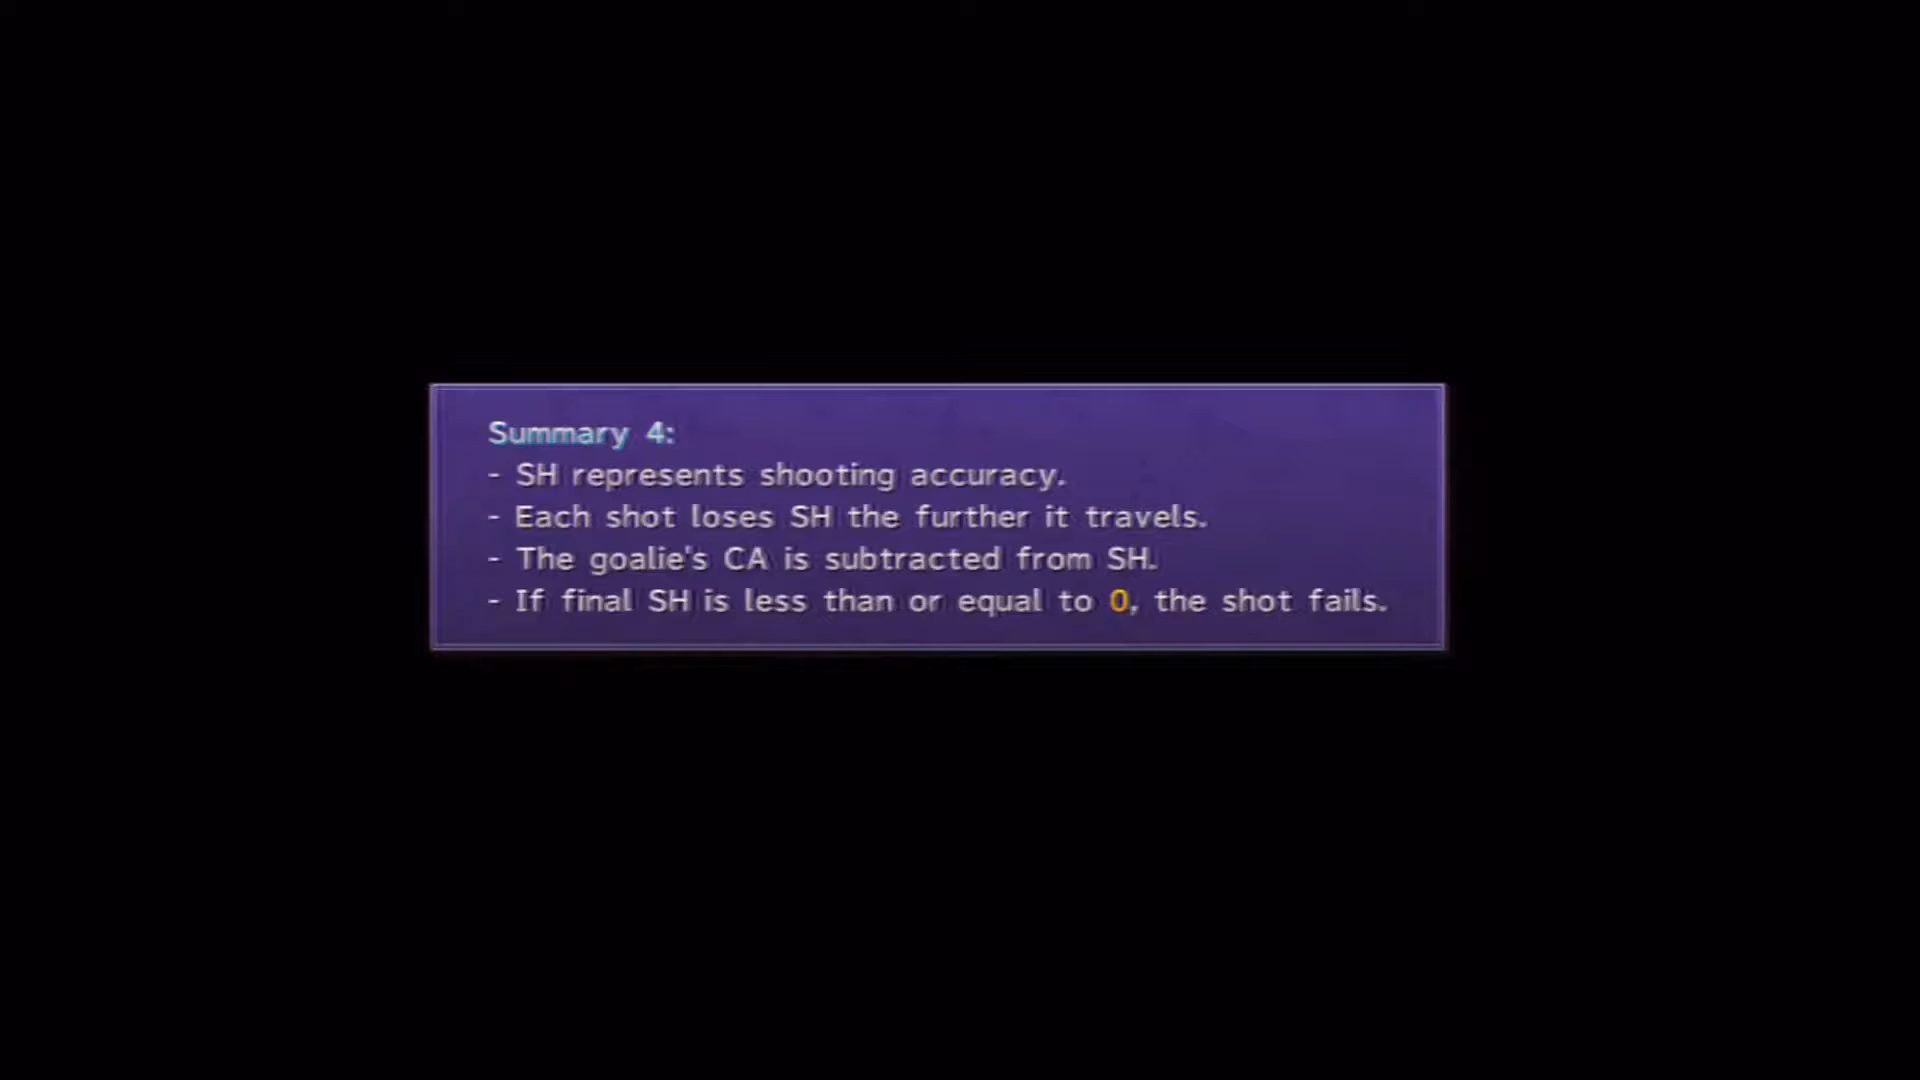 Summary 4:
- SH represents shooting accuracy.
- Each shot loses SH the further it travels.
- The goalie's CA is subtracted from SH.
- If final SH is less than or equal to 0, the shot fails.